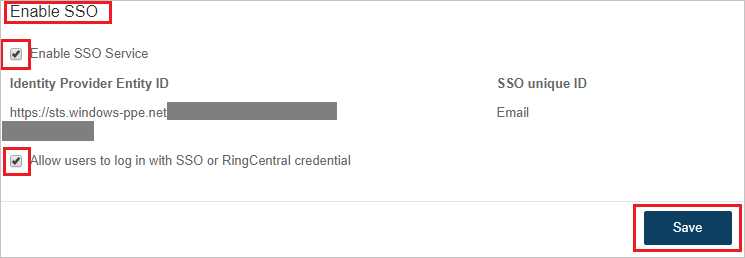 Enable SSO
Enable SSO Service
Identity Provider Entity ID SSO unique ID
https://sts.windows-ppe.net Email
Allow users to log in with SSO or RingCentral credential
Save